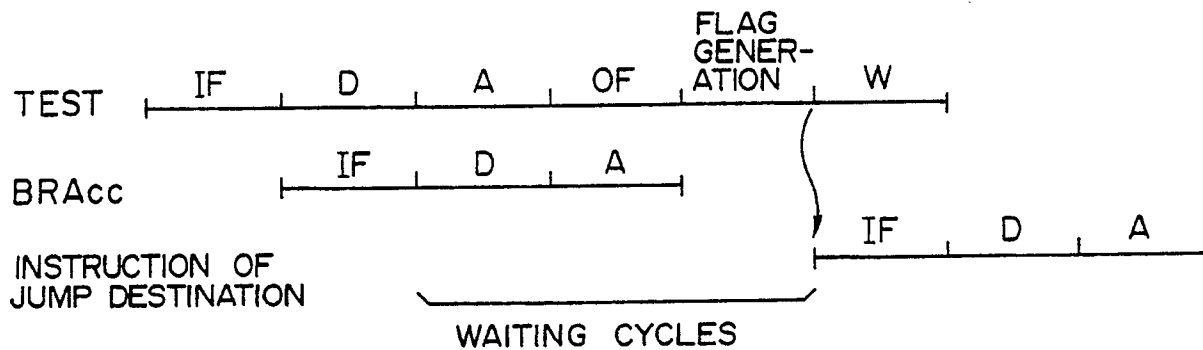 FLAG
GENER-
ATION
IF D A OF W
TEST
IF D A
BRAcc
IF D A
INSTRUCTION OF
JUMP DESTINATION
WAITING CYCLES